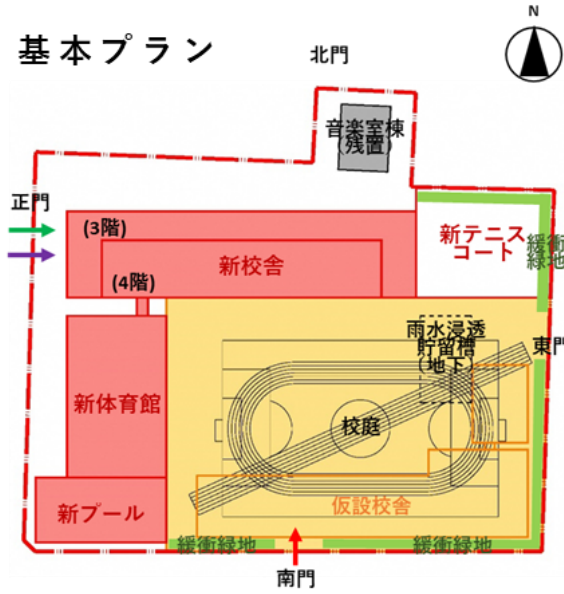 基本プラン
N
北門
音楽室棟
(残置)
正門
(3階)
新校舎
(4階)
新テニス
コート
緩衝
緑地
雨水浸透
貯留槽
(地下)
東門
新体育館
校庭
新プール
仮設校舎
緩衝緑地
緩衝緑地
南門